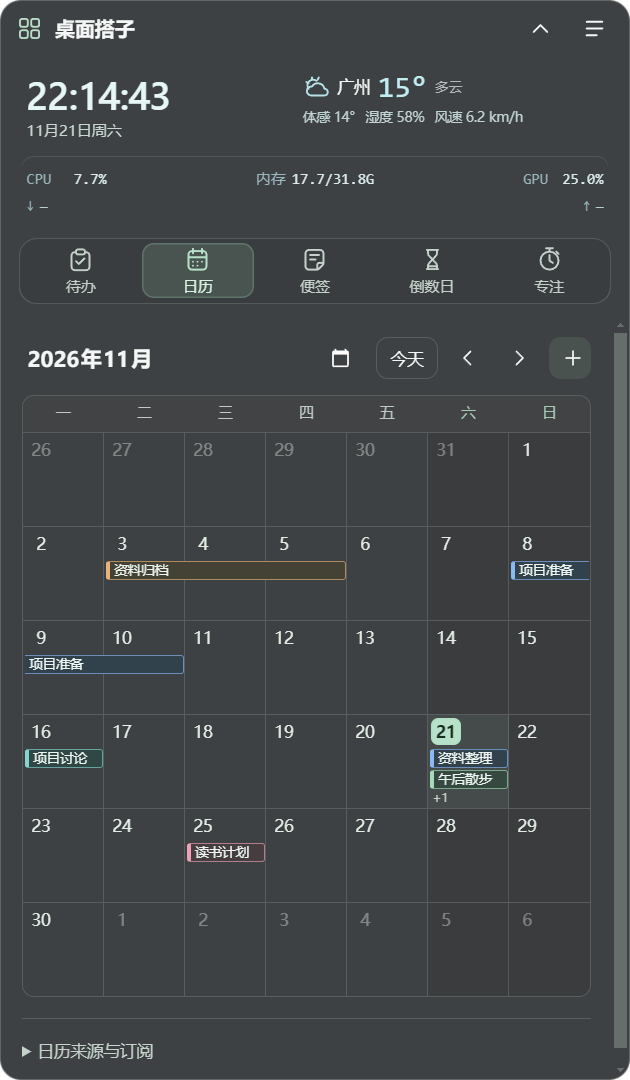 桌面搭子
22:14:43
11月21日周六
广州 15° 多云
体感 14° 湿度 58% 风速 6.2 km/h
CPU 7.7% 内存 17.7/31.8G GPU 25.0%
↓ – ↑ –
待办 日历 便签 倒数日 专注
2026年11月 今天
一 二 三 四 五 六 日
26 27 28 29 30 31 1
2 3 4 5 6 7 8
资料归档 项目准备
9 10 11 12 13 14 15
项目准备
16 17 18 19 20 21 22
项目讨论 资料整理
午后散步
+1
23 24 25 26 27 28 29
读书计划
30 1 2 3 4 5 6
日历来源与订阅